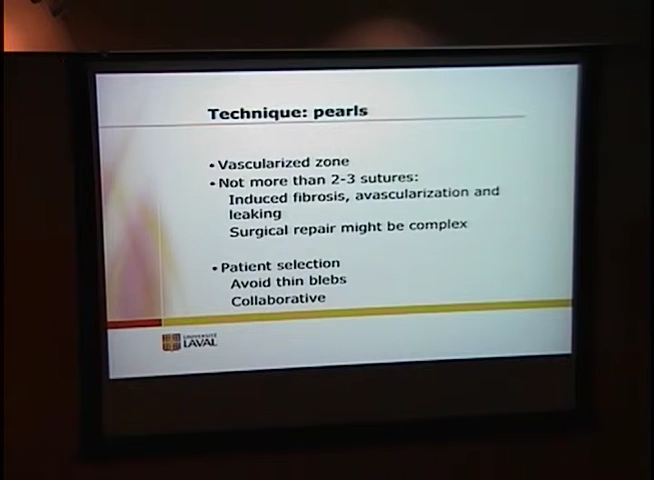 Technique: pearls
• Vascularized zone
• Not more than 2-3 sutures:
Induced fibrosis, avascularization and
leaking
Surgical repair might be complex
• Patient selection
Avoid thin blebs
Collaborative
UNIVERSITÉ
LAVAL